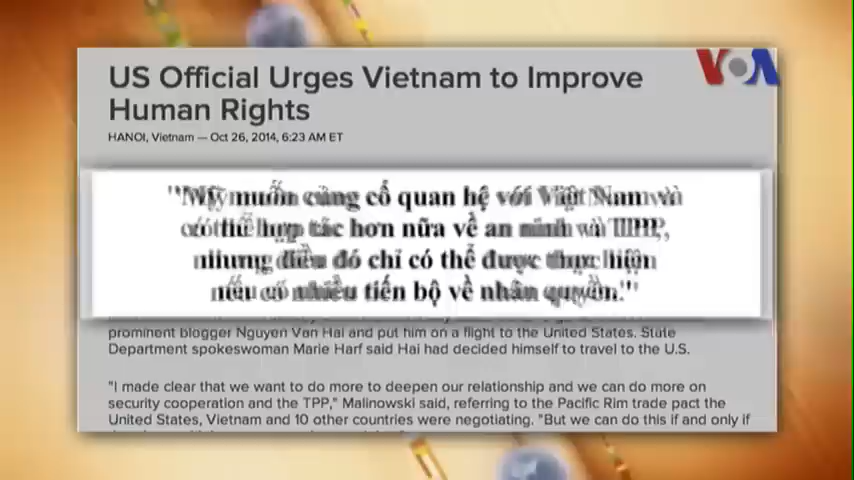 VOA
US Official Urges Vietnam to Improve
Human Rights
HANOI, Vietnam — Oct 26, 2014, 6:23 AM ET
"Mỹ muốn củng cố quan hệ với Việt Nam và
có thể hợp tác hơn nữa về an ninh và TPP,
nhưng điều đó chỉ có thể được thực hiện
nếu có nhiều tiến bộ về nhân quyền."
prominent blogger Nguyen Van Hai and put him on a flight to the United States. State
Department spokeswoman Marie Harf said Hai had decided himself to travel to the U.S.
"I made clear that we want to do more to deepen our relationship and we can do more on
security cooperation and the TPP," Malinowski said, referring to the Pacific Rim trade pact the
United States, Vietnam and 10 other countries were negotiating. "But we can do this if and only if